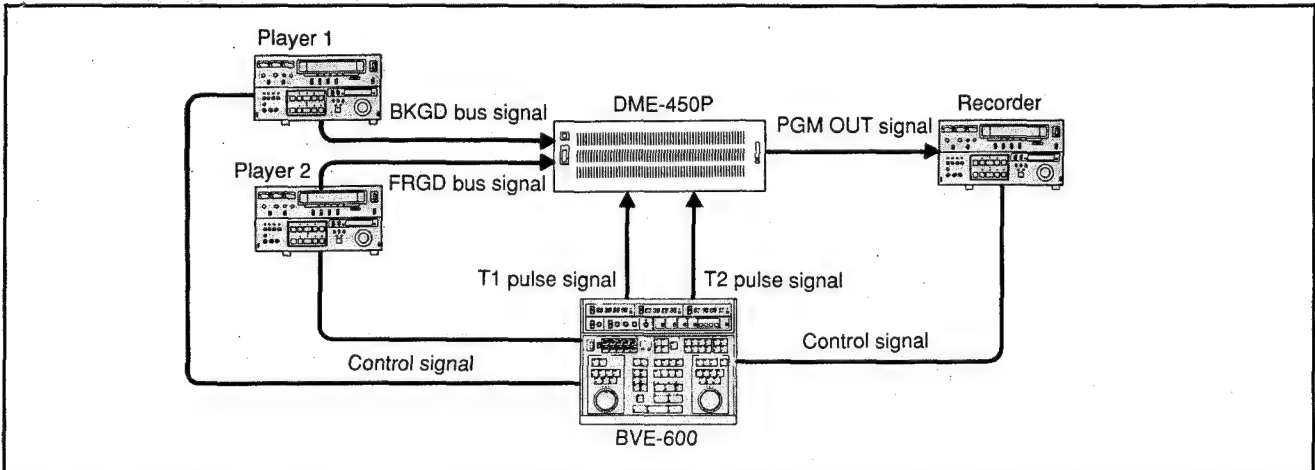 Player 1
BKGD bus signal
DME-450P
PGM OUT signal
Recorder
Player 2
FRGD bus signal
T1 pulse signal
T2 pulse signal
Control signal
Control signal
BVE-600